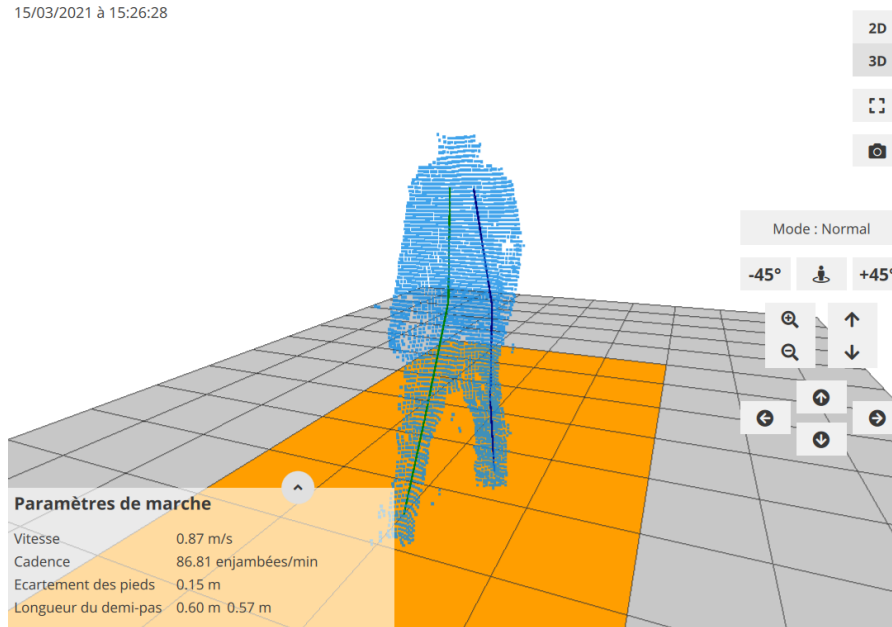 15/03/2021 à 15:26:28
2D
3D
Mode : Normal
-45°
+45°
Paramètres de marche
Vitesse 0.87 m/s
Cadence 86.81 enjambées/min
Ecartement des pieds 0.15 m
Longueur du demi-pas 0.60 m 0.57 m